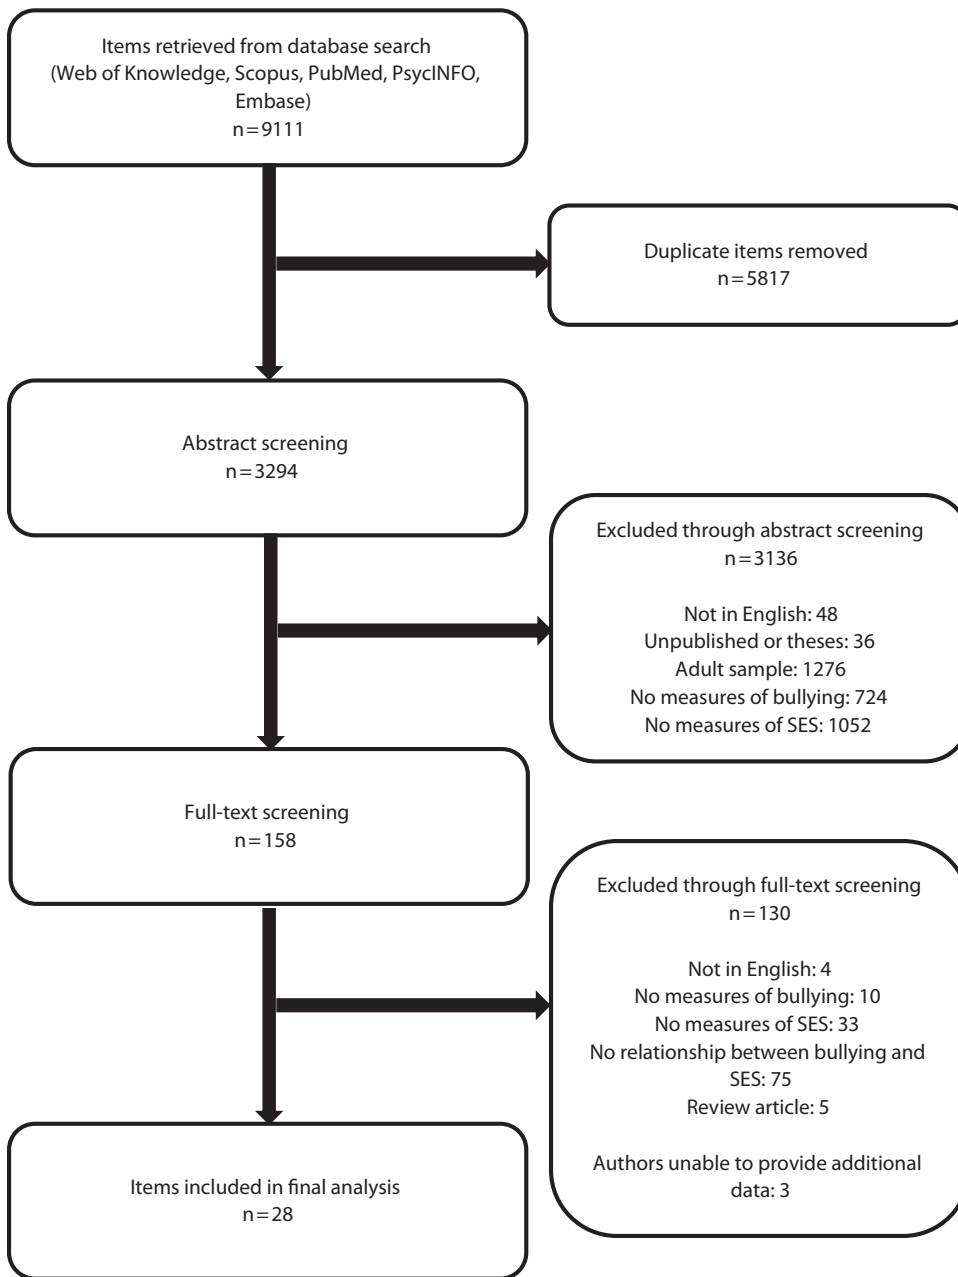 Items retrieved from database search
(Web of Knowledge, Scopus, PubMed, PsycINFO,
Embase)
n=9111
Duplicate items removed
n=5817
Abstract screening
n=3294
Excluded through abstract screening
n=3136
Not in English: 48
Unpublished or theses: 36
Adult sample: 1276
No measures of bullying: 724
No measures of SES: 1052
Full-text screening
n=158
Excluded through full-text screening
n=130
Not in English: 4
No measures of bullying: 10
No measures of SES: 33
No relationship between bullying and
SES: 75
Review article: 5
Authors unable to provide additional
data: 3
Items included in final analysis
n=28